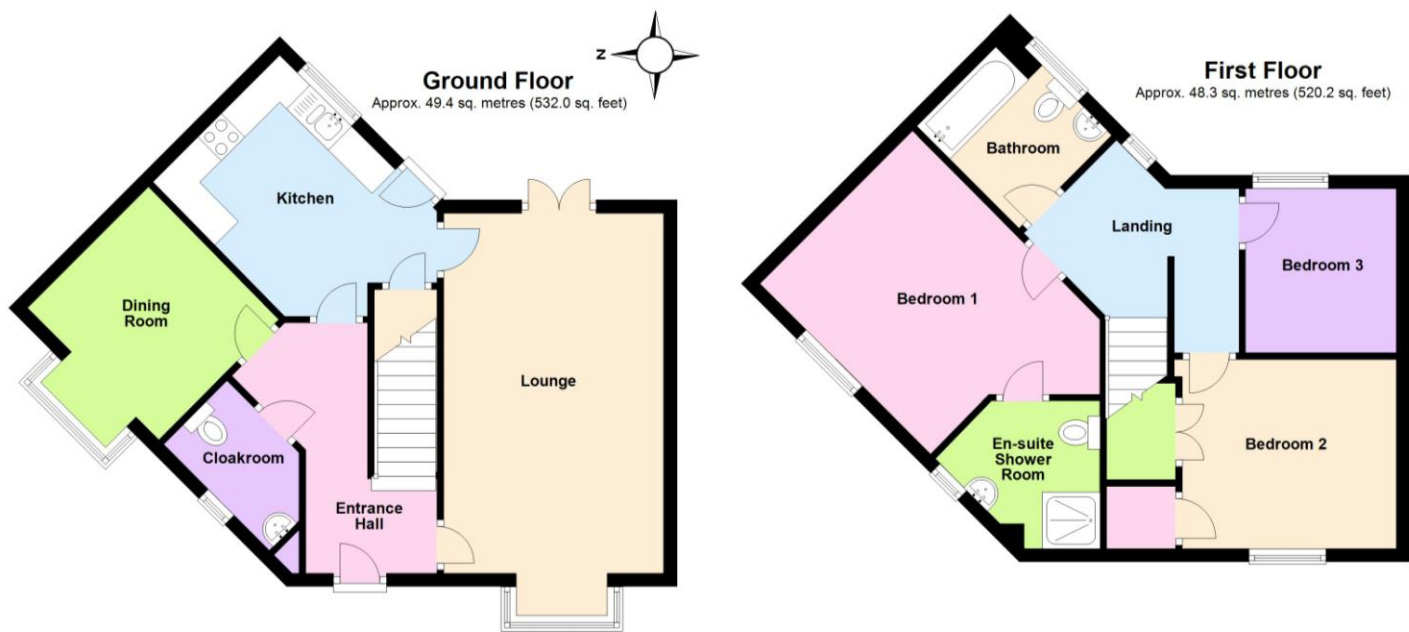 Ground Floor
Approx. 49.4 sq. metres (532.0 sq. feet)
N
Kitchen
Dining
Room
Lounge
Cloakroom
Entrance
Hall
First Floor
Approx. 48.3 sq. metres (520.2 sq. feet)
Bathroom
Landing
Bedroom 3
Bedroom 1
En-suite
Shower
Room
Bedroom 2